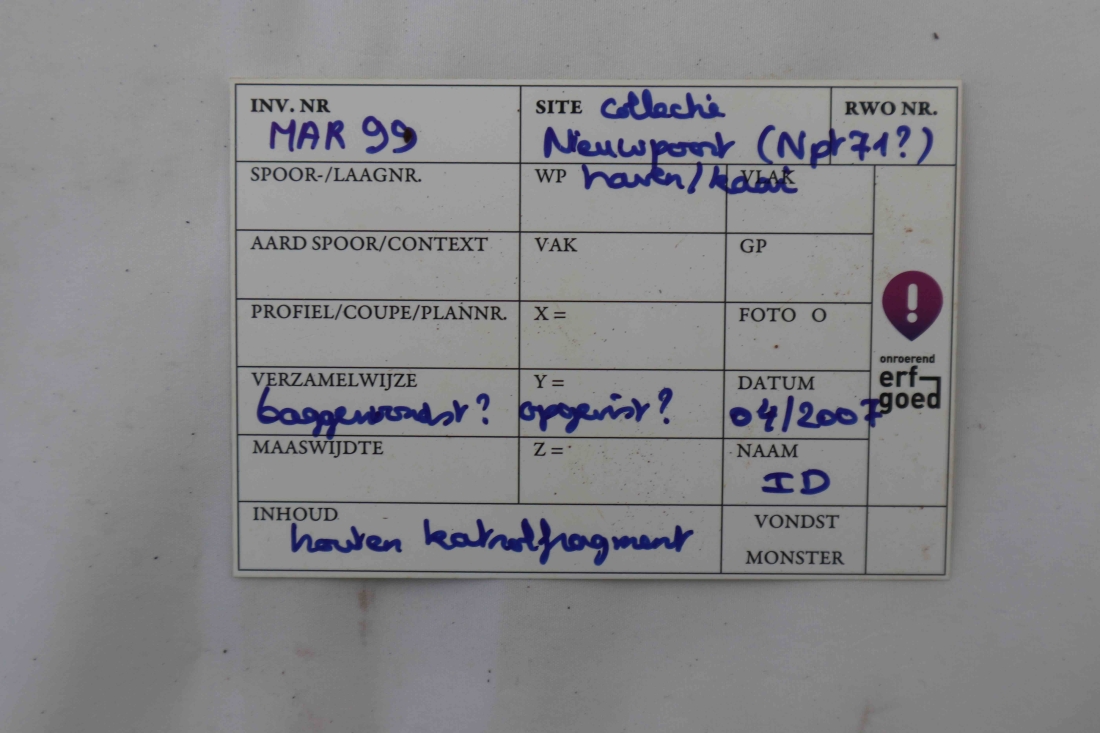 INV. NR SITE collectie RWO NR.
MAR 99 Nieuwpoort (Npt 71?)
SPOOR-/LAAGNR. WP haven/kaai VLAK
AARD SPOOR/CONTEXT VAK GP
PROFIEL/COUPE/PLANNR. X = FOTO O
onroerend
erf
goed
VERZAMELWIJZE Y = DATUM
baggervondst? opgevist? 04/2007
MAASWIJDTE Z = NAAM
ID
INHOUD VONDST
houten katrolfragment
MONSTER